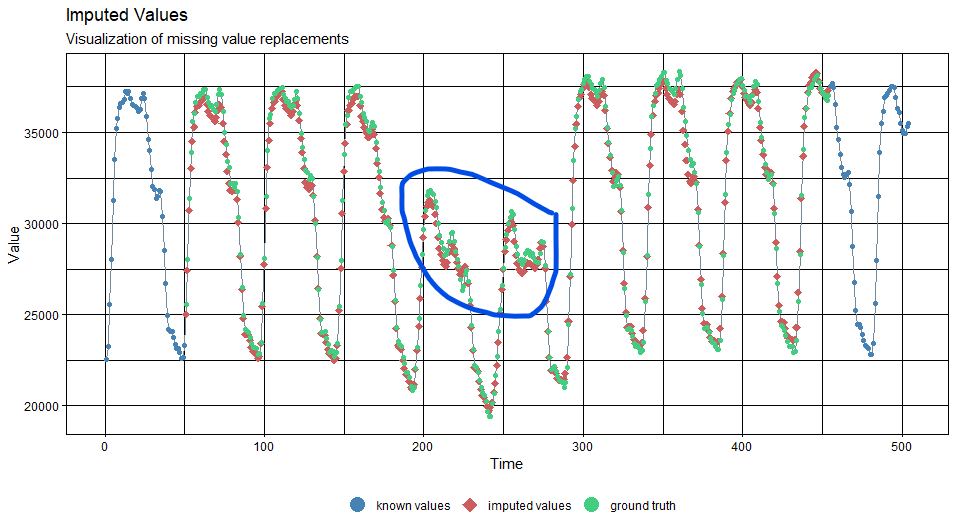 Imputed Values
Visualization of missing value replacements
Value
35000
30000
25000
20000
0 100 200 300 400 500
Time
known values imputed values ground truth